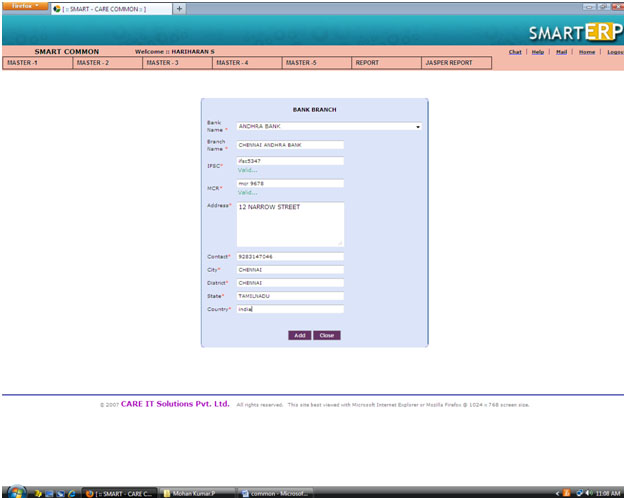 Firefox
[ :: SMART - CARE COMMON :: ]
+
SMARTERP
SMART COMMON
Welcome :: HARIHARAN S
Chat | Help | Mail | Home | Logou
MASTER -1 MASTER - 2 MASTER - 3 MASTER - 4 MASTER -5 REPORT JASPER REPORT
BANK BRANCH
Bank
Name * ANDHRA BANK
Branch
Name * CHENNAI ANDHRA BANK
IFSC* ifsc5347
Valid...
MCR* mcr 9678
Valid...
Address* 12 NARROW STREET
Contact* 9283147046
City* CHENNAI
District* CHENNAI
State* TAMILNADU
Country* india
Add Close
© 2007 CARE IT Solutions Pvt. Ltd. All rights reserved. This site best viewed with Microsoft Internet Explorer or Mozilla Firefox @ 1024 x 768 screen size.
[ :: SMART - CARE C... Mohan Kumar.P common - Microsof... 11:08 AM